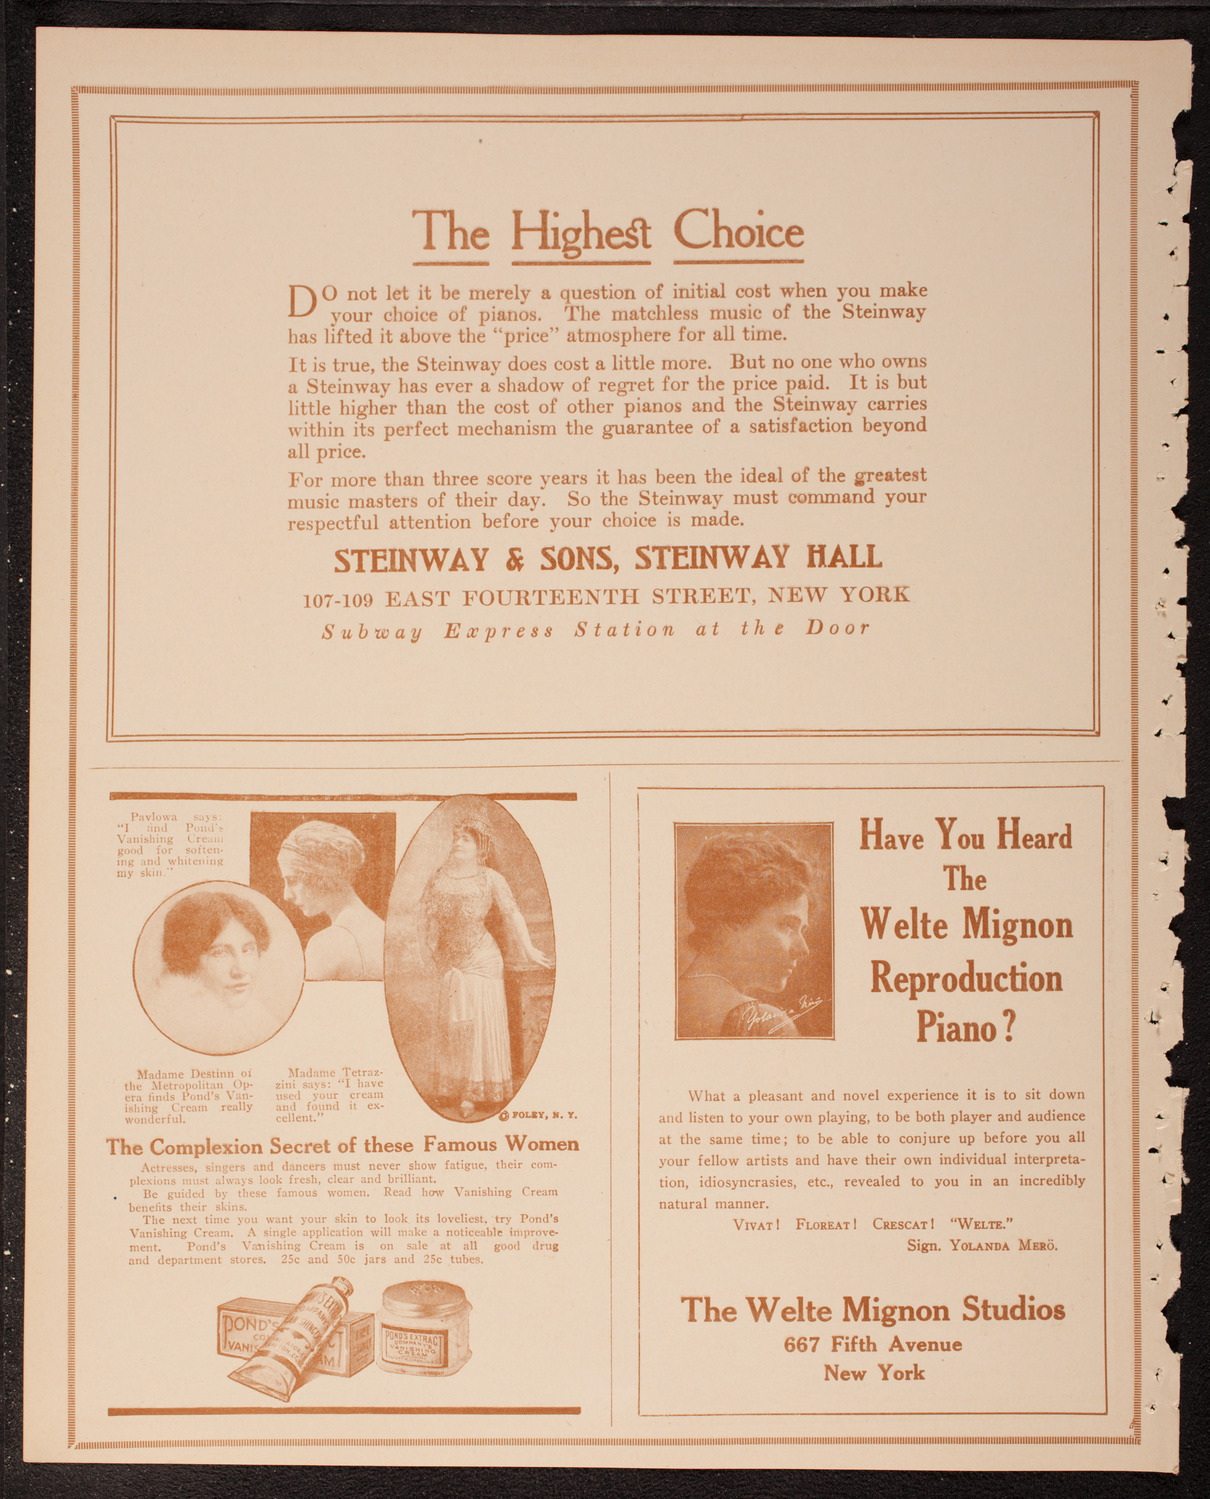 The Highest Choice
DO not let it be merely a question of initial cost when you make
your choice of pianos. The matchless music of the Steinway
has lifted it above the “price” atmosphere for all time.
It is true, the Steinway does cost a little more. But no one who owns
a Steinway has ever a shadow of regret for the price paid. It is but
little higher than the cost of other pianos and the Steinway carries
within its perfect mechanism the guarantee of a satisfaction beyond
all price.
For more than three score years it has been the ideal of the greatest
music masters of their day. So the Steinway must command your
respectful attention before your choice is made.
STEINWAY & SONS, STEINWAY HALL
107-109 EAST FOURTEENTH STREET, NEW YORK
Subway Express Station at the Door
Pavlowa says:
“I find Pond's
Vanishing Cream
good for soften-
ing and whitening
my skin.”
Madame Destinn of
the Metropolitan Op-
era finds Pond's Van-
ishing Cream really
wonderful.
Madame Tetraz-
zini says: “I have
used your cream
and found it ex-
cellent.”
© FOLEY, N. Y.
The Complexion Secret of these Famous Women
Actresses, singers and dancers must never show fatigue, their com-
plexions must always look fresh, clear and brilliant.
Be guided by these famous women. Read how Vanishing Cream
benefits their skins.
The next time you want your skin to look its loveliest, try Pond's
Vanishing Cream. A single application will make a noticeable improve-
ment. Pond's Vanishing Cream is on sale at all good drug
and department stores. 25c and 50c jars and 25c tubes.
POND'S
VANIS
AM
POND'S EXTRACT
COMPANY'S
VANISHING
CREAM
Yolanda Merö
Have You Heard
The
Welte Mignon
Reproduction
Piano?
What a pleasant and novel experience it is to sit down
and listen to your own playing, to be both player and audience
at the same time; to be able to conjure up before you all
your fellow artists and have their own individual interpreta-
tion, idiosyncrasies, etc., revealed to you in an incredibly
natural manner.
VIVAT! FLOREAT! CRESCAT! “WELTE.”
Sign. YOLANDA MERÖ.
The Welte Mignon Studios
667 Fifth Avenue
New York